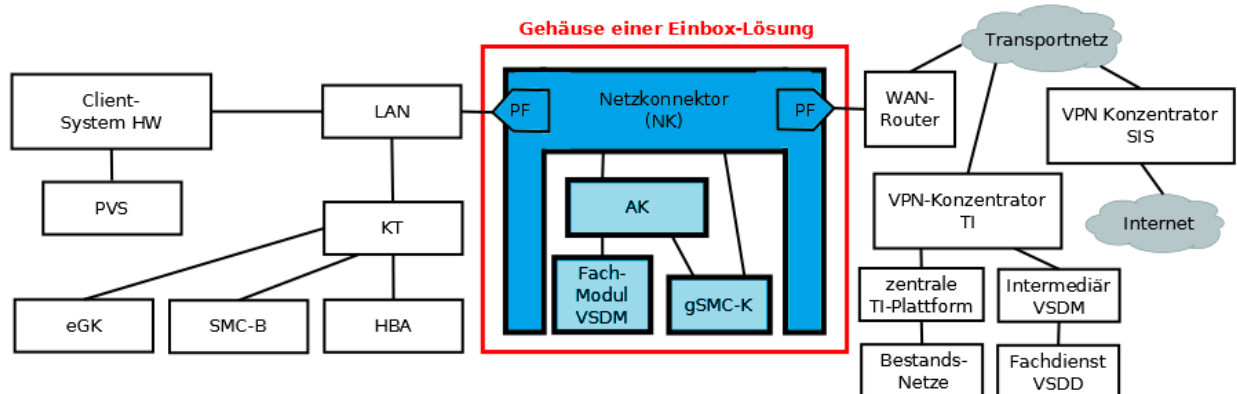 Gehäuse einer Einbox-Lösung
Client-
System HW
PVS
LAN
KT
eGK
SMC-B
HBA
PF
Netzkonnektor
(NK)
PF
AK
Fach-
Modul
VSDM
gSMC-K
WAN-
Router
Transportnetz
VPN Konzentrator
SIS
Internet
VPN-Konzentrator
TI
zentrale
TI-Plattform
Intermediär
VSDM
Bestands-
Netze
Fachdienst
VSDD